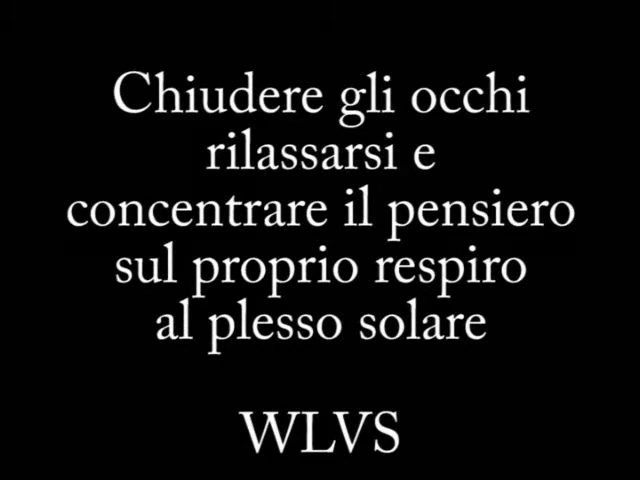 Chiudere gli occhi
rilassarsi e
concentrare il pensiero
sul proprio respiro
al plesso solare
WLVS